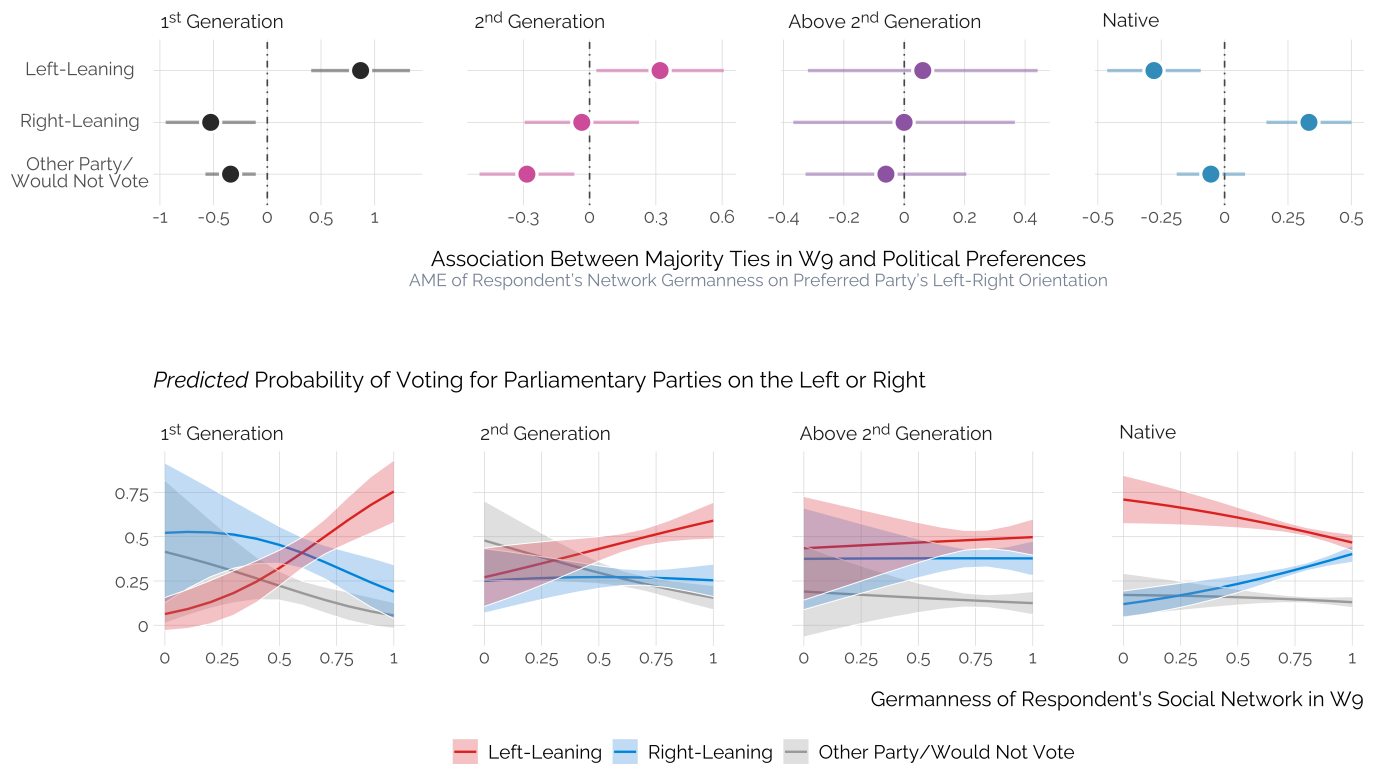 1st Generation 2nd Generation Above 2nd Generation Native
Left-Leaning
Right-Leaning
Other Party/
Would Not Vote
-1 -0.5 0 0.5 1 -0.3 0 0.3 0.6 -0.4 -0.2 0 0.2 0.4 -0.5 -0.25 0 0.25 0.5
Association Between Majority Ties in W9 and Political Preferences
AME of Respondent's Network Germanness on Preferred Party's Left-Right Orientation
Predicted Probability of Voting for Parliamentary Parties on the Left or Right
1st Generation 2nd Generation Above 2nd Generation Native
0.75
0.5
0.25
0
0 0.25 0.5 0.75 1 0 0.25 0.5 0.75 1 0 0.25 0.5 0.75 1 0 0.25 0.5 0.75 1
Germanness of Respondent's Social Network in W9
Left-Leaning Right-Leaning Other Party/Would Not Vote